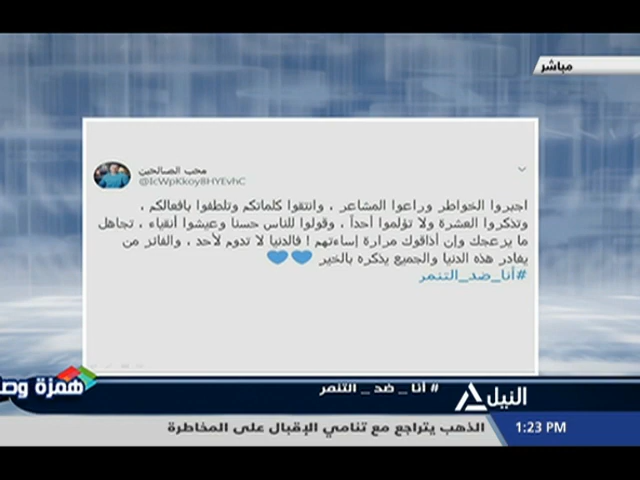 مباشر
محب الصالحين
@IcWpKkoy8HYEvhC
اجبروا الخواطر وراعوا المشاعر ، وانتقوا كلماتكم وتلطفوا بافعالكم ،
وتذكروا العشرة ولا تؤلموا أحداً ، وقولوا للناس حسنا وعيشوا أنقياء ، تجاهل
ما يزعجك وإن أذاقوك مرارة إساءتهم ! فالدنيا لا تدوم لأحد ، والفائز من
يغادر هذه الدنيا والجميع يذكره بالخير 💙💙
#أنا_ضد_التنمر
همزة وصل
# أنا _ ضد _ التنمر
النيل
الذهب يتراجع مع تنامي الإقبال على المخاطرة
1:23 PM